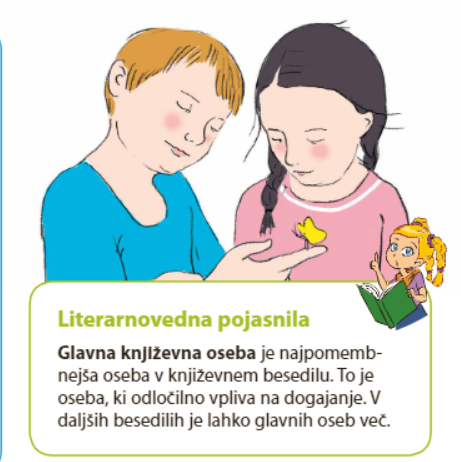 Literarnovedna pojasnila
Glavna književna oseba je najpomemb-
nejša oseba v književnem besedilu. To je
oseba, ki odločilno vpliva na dogajanje. V
daljših besedilih je lahko glavnih oseb več.